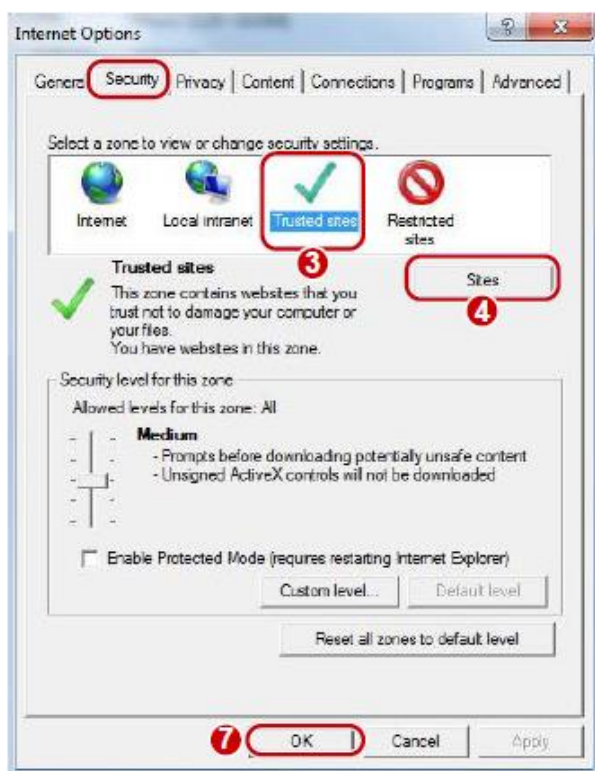 Internet Options
General Security Privacy Content Connections Programs Advanced
Select a zone to view or change security settings.
Internet Local intranet Trusted sites Restricted
sites
3
Trusted sites
Sites
4
This zone contains websites that you
trust not to damage your computer or
your files.
You have websites in this zone.
Security level for this zone
Allowed levels for this zone: All
Medium
- Prompts before downloading potentially unsafe content
- Unsigned ActiveX controls will not be downloaded
Enable Protected Mode (requires restarting Internet Explorer)
Custom level... Default level
Reset all zones to default level
7 OK Cancel Apply